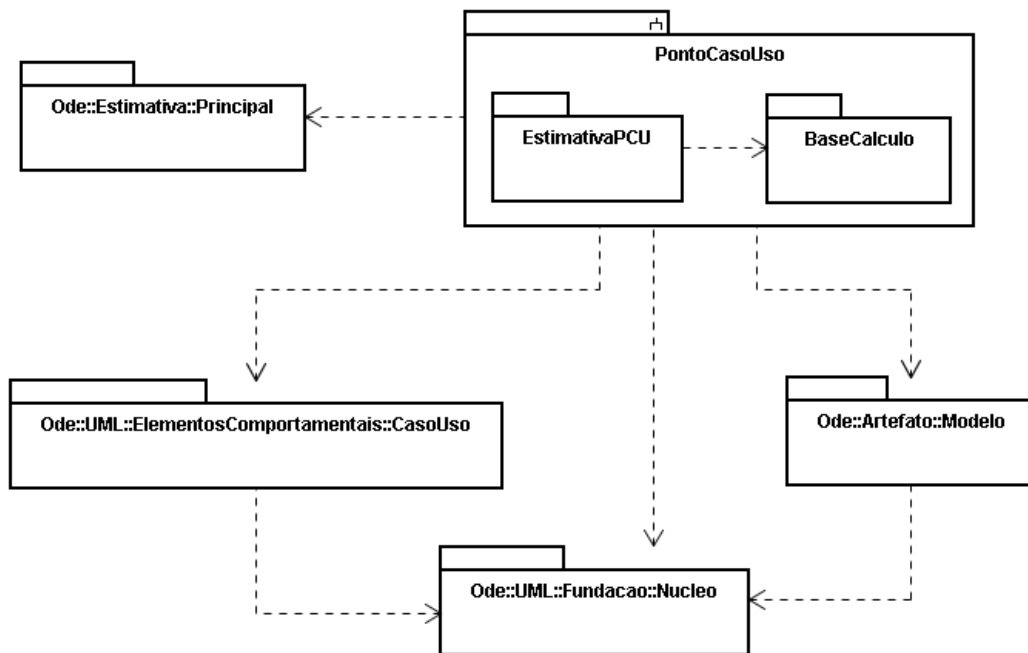 PontoCasoUso
Ode::Estimativa::Principal
EstimativaPCU
BaseCalculo
Ode::UML::ElementosComportamentais::CasoUso
Ode::Artefato::Modelo
Ode::UML::Fundacao::Nucleo